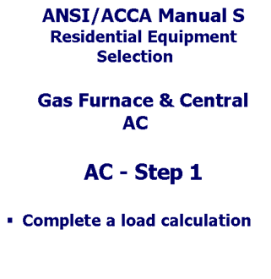 ANSI/ACCA Manual S
Residential Equipment
Selection
Gas Furnace & Central
AC
AC - Step 1
▪ Complete a load calculation